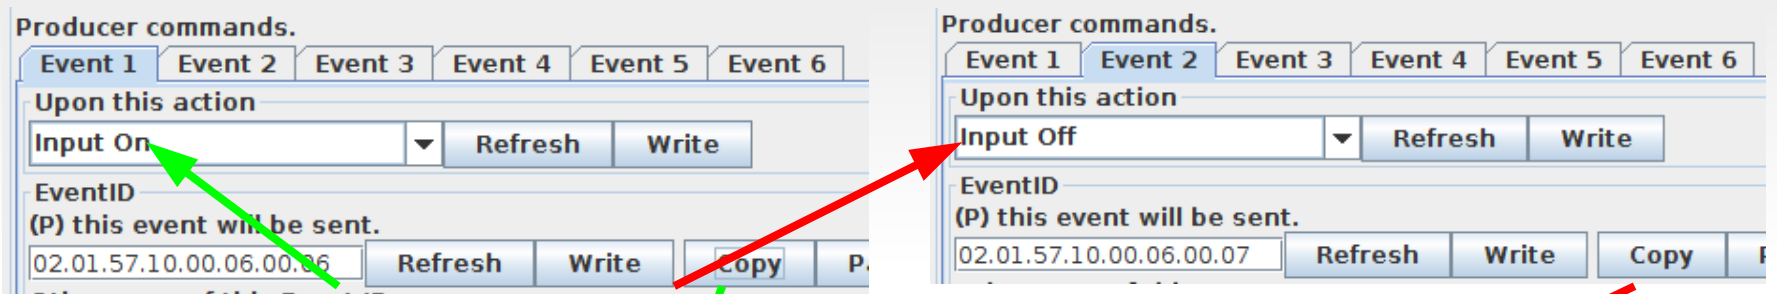 Producer commands.
Event 1 Event 2 Event 3 Event 4 Event 5 Event 6
Upon this action
Input On Refresh Write
EventID
(P) this event will be sent.
02.01.57.10.00.06.00.06 Refresh Write Copy
Producer commands.
Event 1 Event 2 Event 3 Event 4 Event 5 Event 6
Upon this action
Input Off Refresh Write
EventID
(P) this event will be sent.
02.01.57.10.00.06.00.07 Refresh Write Copy